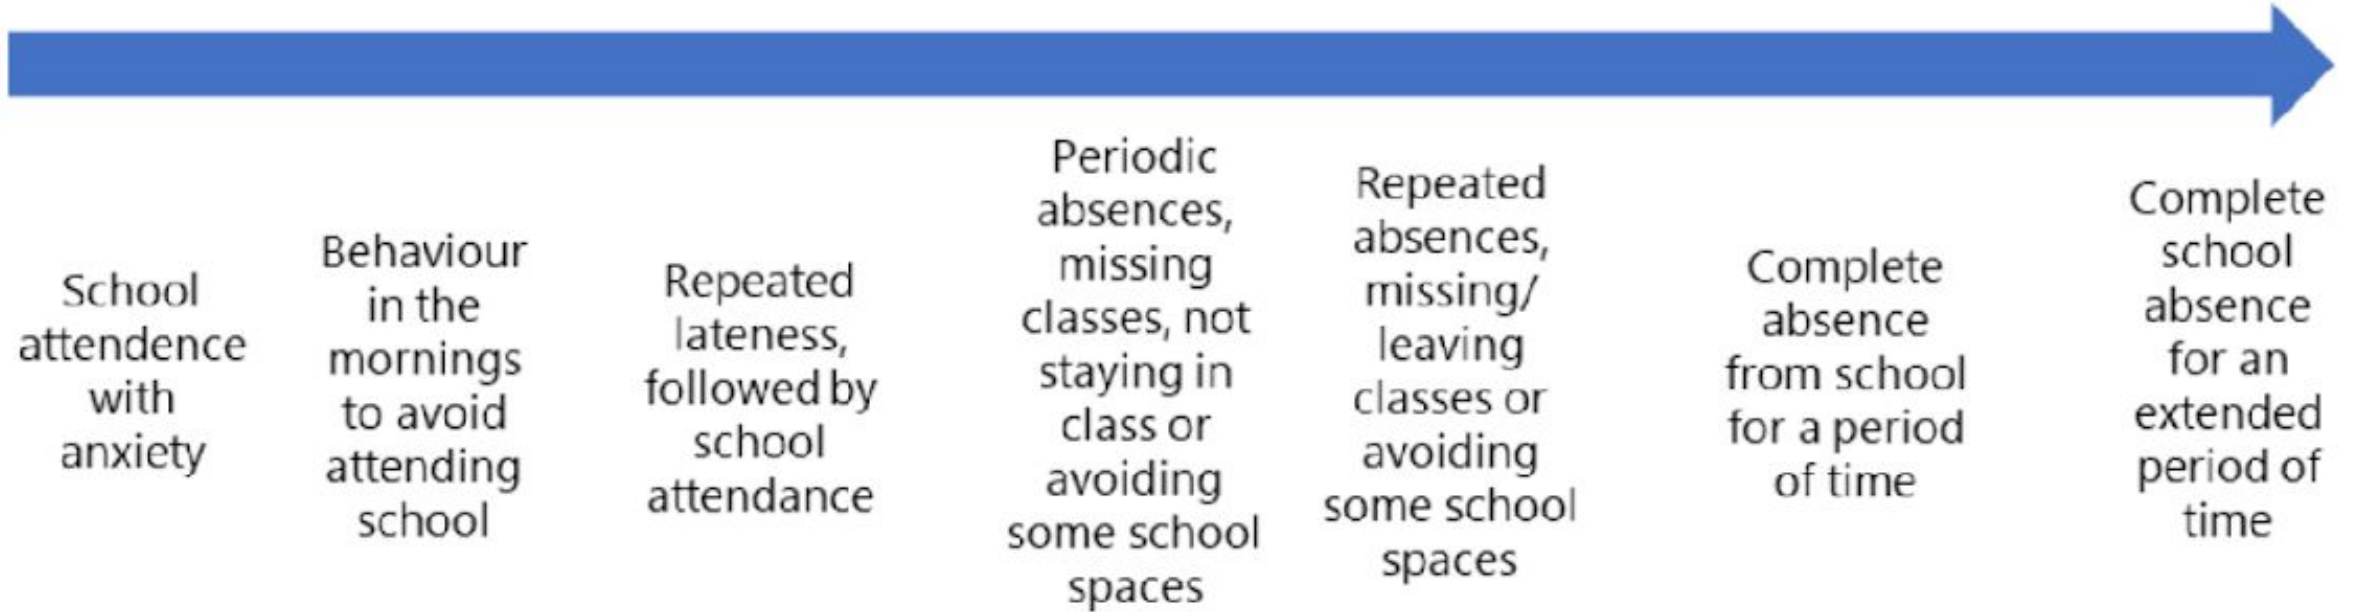 School
attendence
with
anxiety
Behaviour
in the
mornings
to avoid
attending
school
Repeated
lateness,
followed by
school
attendance
Periodic
absences,
missing
classes, not
staying in
class or
avoiding
some school
spaces
Repeated
absences,
missing/
leaving
classes or
avoiding
some school
spaces
Complete
absence
from school
for a period
of time
Complete
school
absence
for an
extended
period of
time